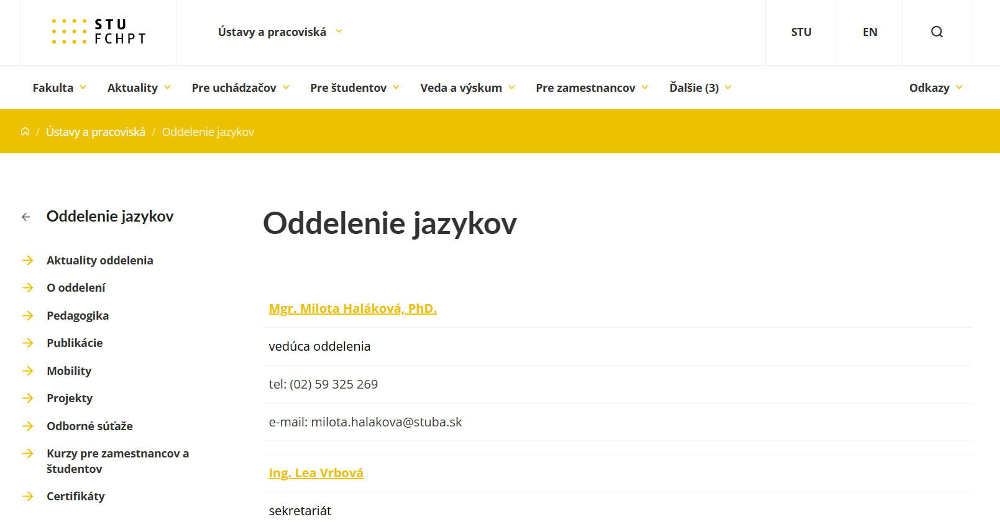 STU
FCHPT
Ústavy a pracoviská
STU
EN
Fakulta
Aktuality
Pre uchádzačov
Pre študentov
Veda a výskum
Pre zamestnancov
Ďalšie (3)
Odkazy
/ Ústavy a pracoviská / Oddelenie jazykov
Oddelenie jazykov
Aktuality oddelenia
O oddelení
Pedagogika
Publikácie
Mobility
Projekty
Odborné súťaže
Kurzy pre zamestnancov a
študentov
Certifikáty
Oddelenie jazykov
Mgr. Milota Haláková, PhD.
vedúca oddelenia
tel: (02) 59 325 269
e-mail: milota.halakova@stuba.sk
Ing. Lea Vrbová
sekretariát